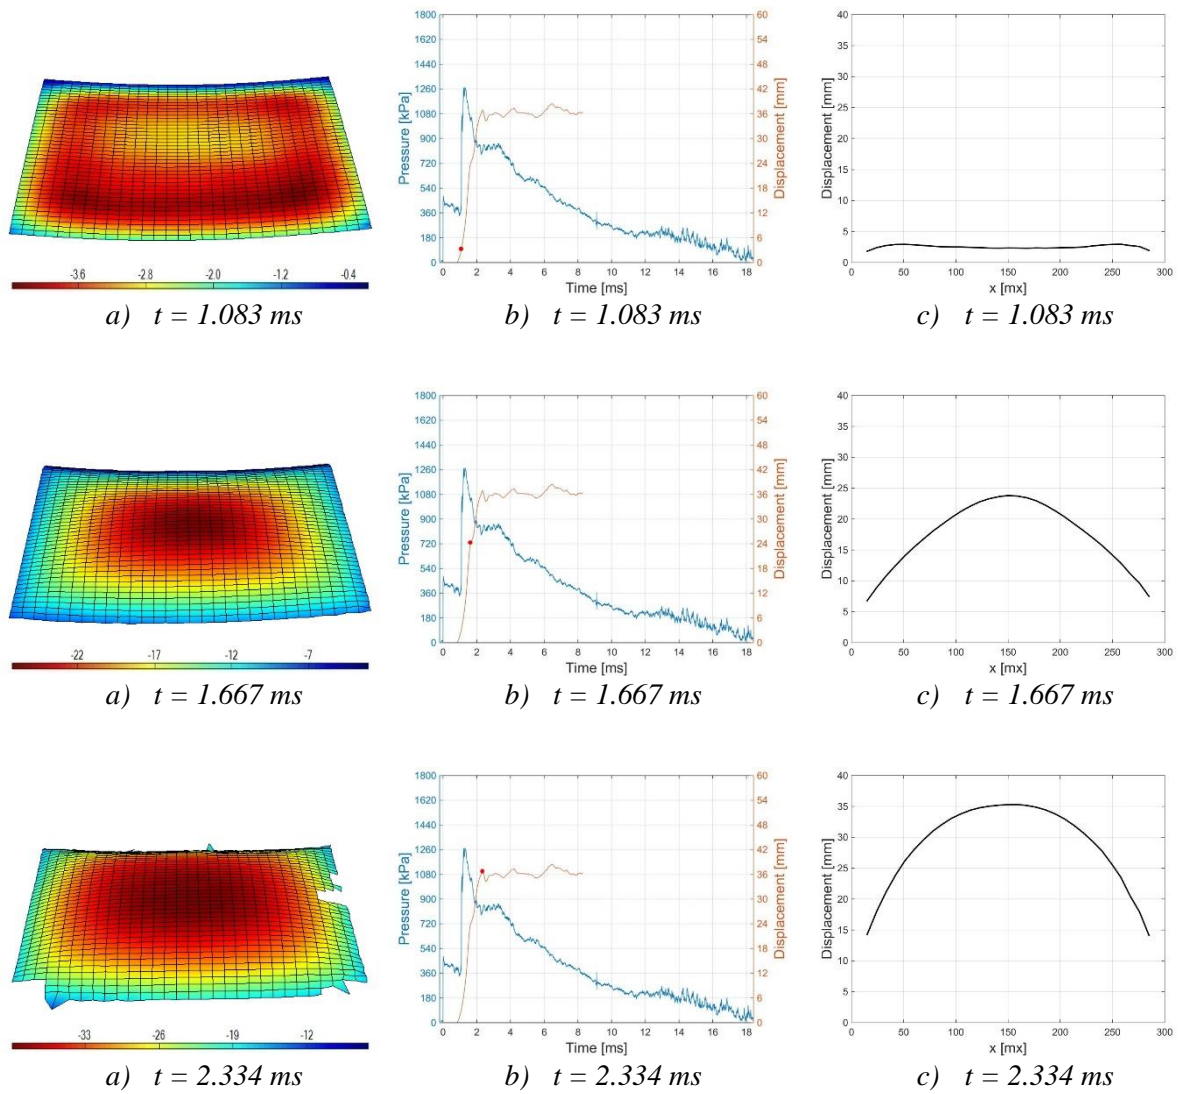 1800
1620
1440
1260
1080
900
720
540
360
180
0
Pressure [kPa]
60
54
48
42
36
30
24
18
12
6
0
Displacement [mm]
0 2 4 6 8 10 12 14 16 18
Time [ms]
40
35
30
25
20
15
10
5
0
Displacement [mm]
0 50 100 150 200 250 300
x [mx]
-3.6 -2.8 -2.0 -1.2 -0.4
a) t = 1.083 ms
b) t = 1.083 ms
c) t = 1.083 ms
1800
1620
1440
1260
1080
900
720
540
360
180
0
Pressure [kPa]
60
54
48
42
36
30
24
18
12
6
0
Displacement [mm]
0 2 4 6 8 10 12 14 16 18
Time [ms]
40
35
30
25
20
15
10
5
0
Displacement [mm]
0 50 100 150 200 250 300
x [mx]
-22 -17 -12 -7
a) t = 1.667 ms
b) t = 1.667 ms
c) t = 1.667 ms
1800
1620
1440
1260
1080
900
720
540
360
180
0
Pressure [kPa]
60
54
48
42
36
30
24
18
12
6
0
Displacement [mm]
0 2 4 6 8 10 12 14 16 18
Time [ms]
40
35
30
25
20
15
10
5
0
Displacement [mm]
0 50 100 150 200 250 300
x [mx]
-33 -26 -19 -12
a) t = 2.334 ms
b) t = 2.334 ms
c) t = 2.334 ms